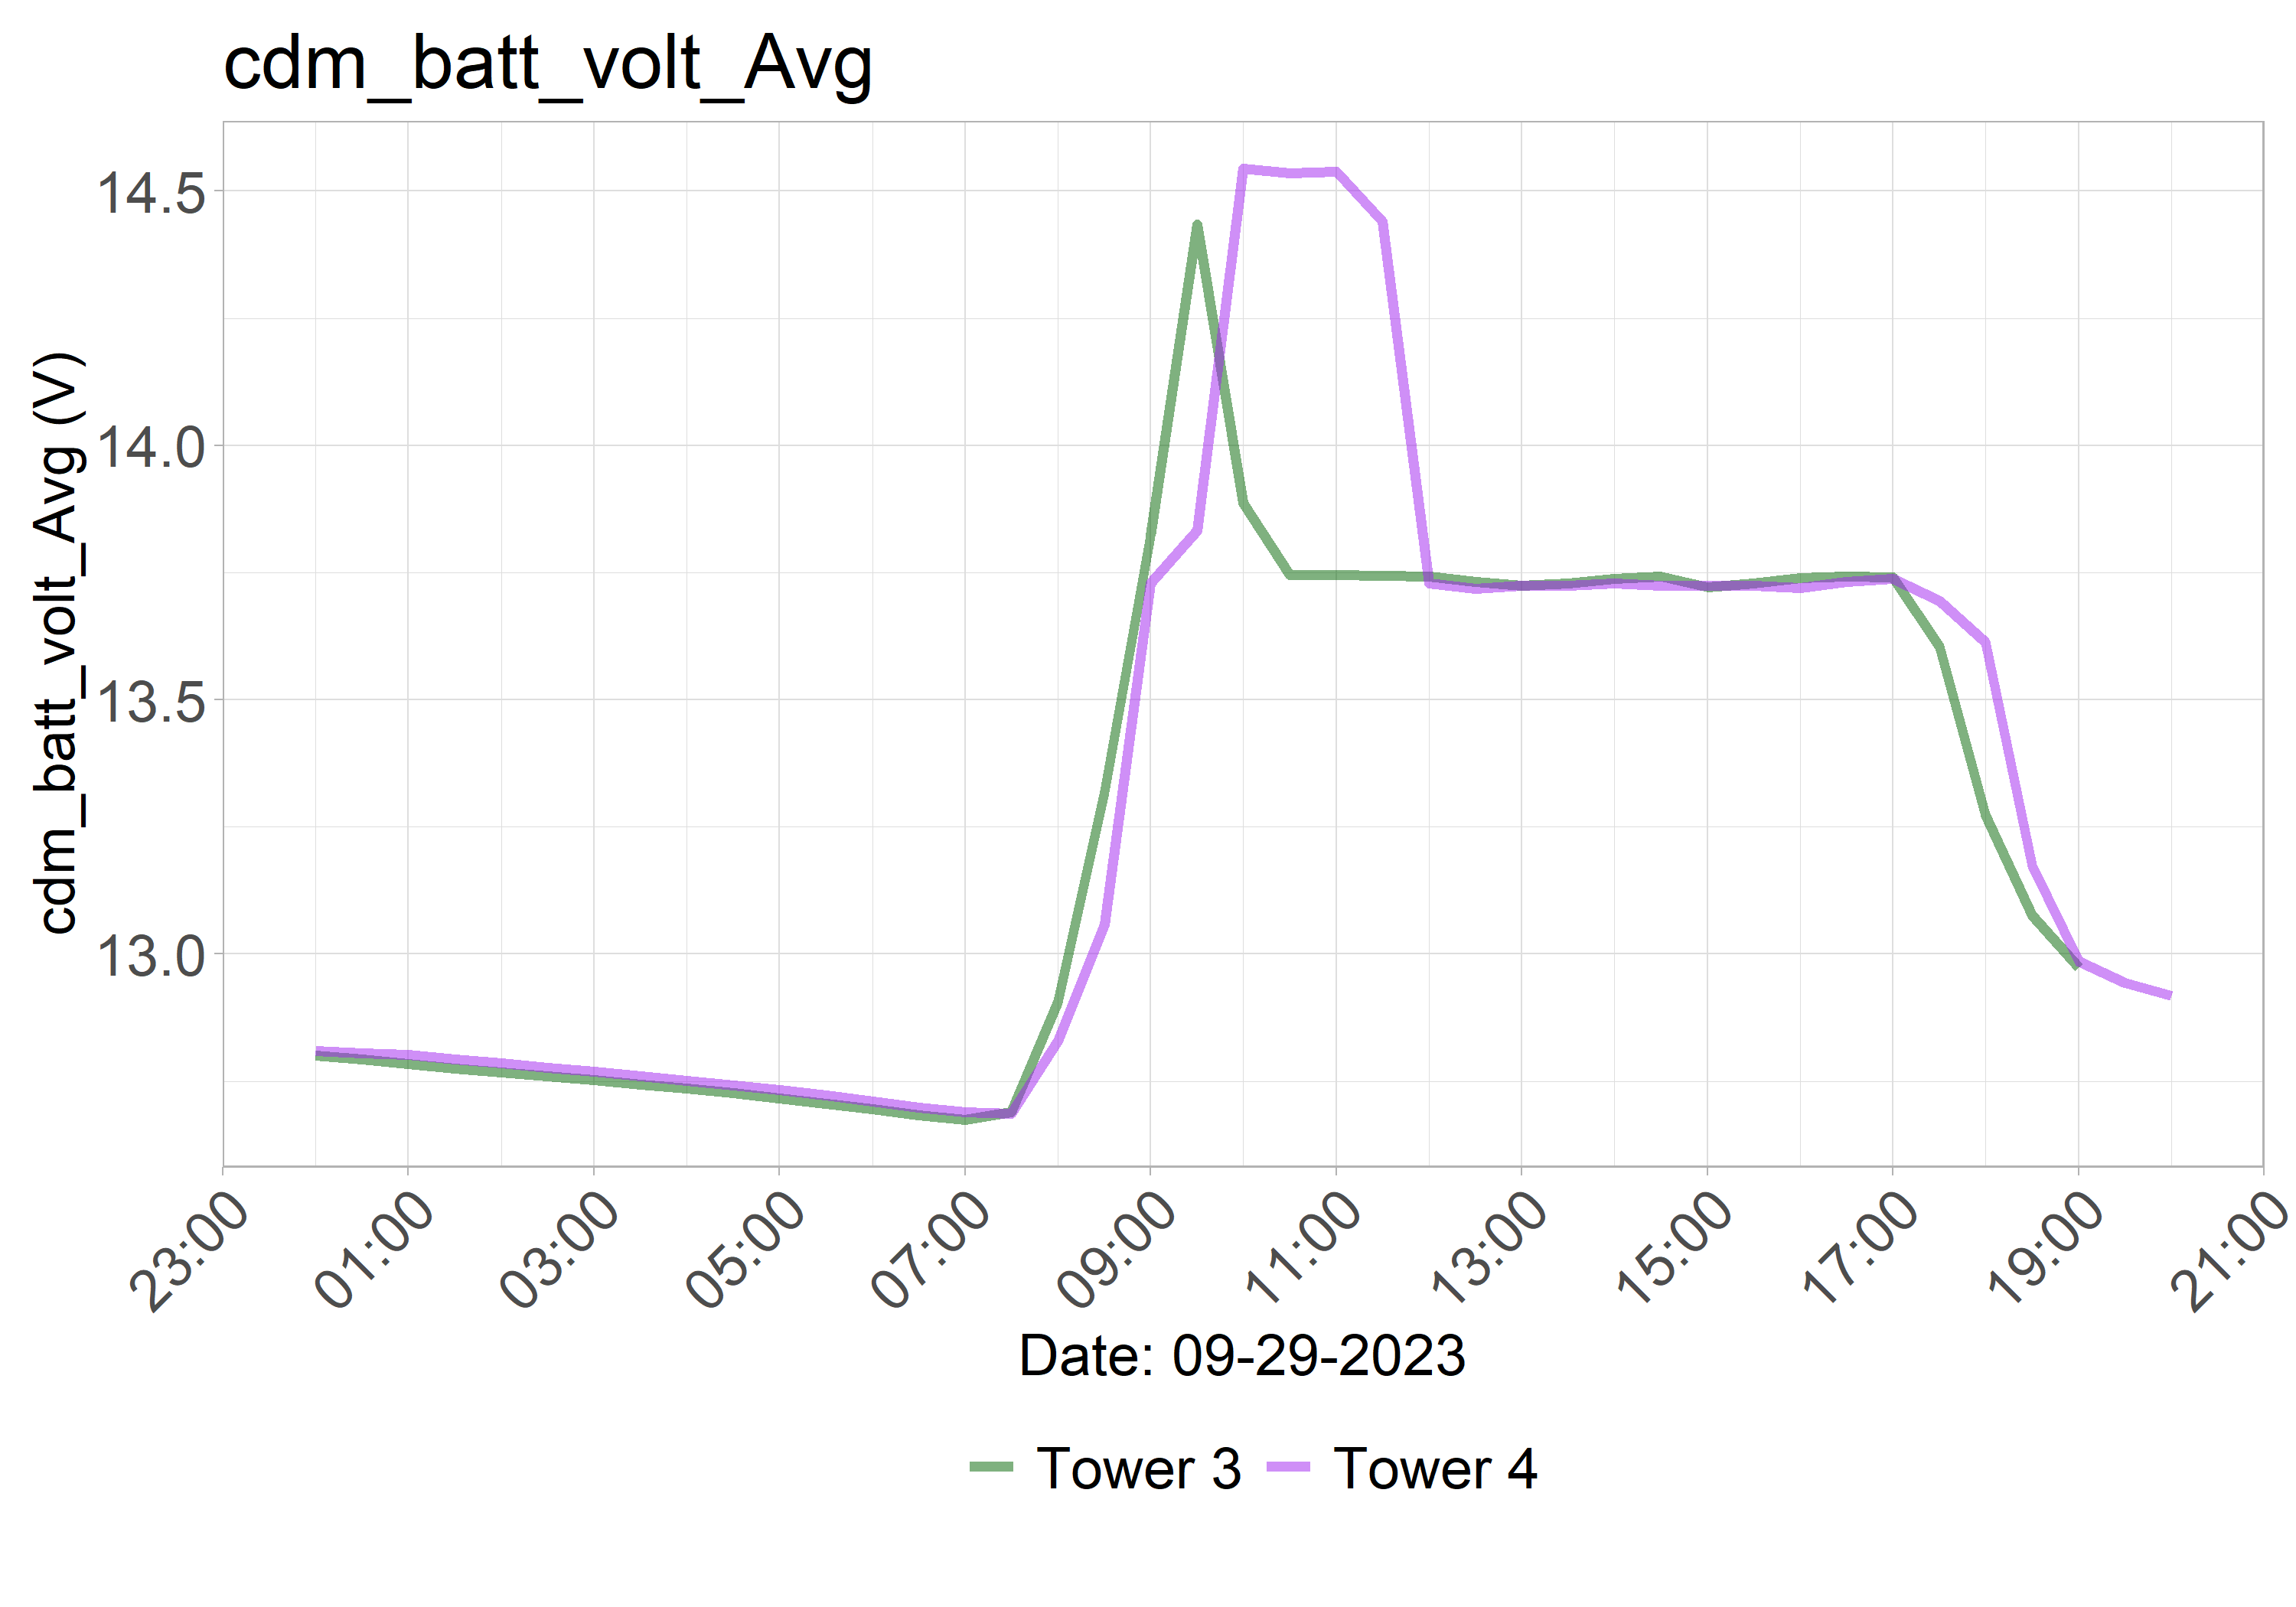 cdm_batt_volt_Avg
cdm_batt_volt_Avg (V)
14.5
14.0
13.5
13.0
23:00 01:00 03:00 05:00 07:00 09:00 11:00 13:00 15:00 17:00 19:00 21:00
Date: 09-29-2023
Tower 3 Tower 4